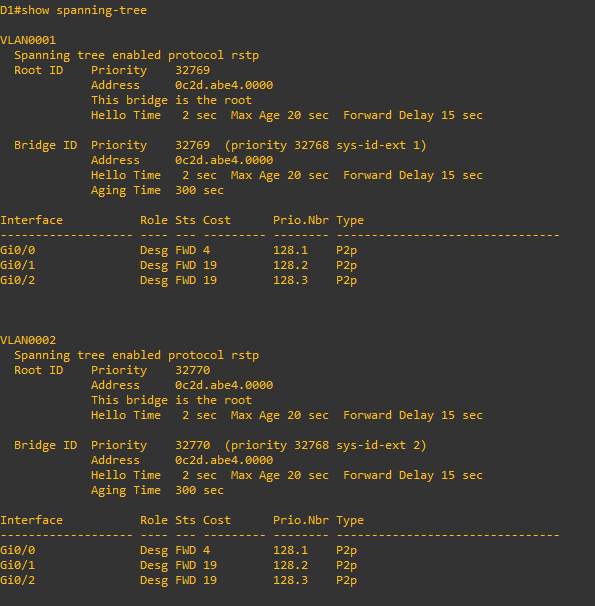 D1#show spanning-tree

VLAN0001
  Spanning tree enabled protocol rstp
  Root ID    Priority    32769
             Address     0c2d.abe4.0000
             This bridge is the root
             Hello Time   2 sec  Max Age 20 sec  Forward Delay 15 sec

  Bridge ID  Priority    32769  (priority 32768 sys-id-ext 1)
             Address     0c2d.abe4.0000
             Hello Time   2 sec  Max Age 20 sec  Forward Delay 15 sec
             Aging Time  300 sec

Interface           Role Sts Cost      Prio.Nbr Type
------------------- ---- --- --------- -------- --------------------------------
Gi0/0               Desg FWD 4         128.1    P2p
Gi0/1               Desg FWD 19        128.2    P2p
Gi0/2               Desg FWD 19        128.3    P2p

VLAN0002
  Spanning tree enabled protocol rstp
  Root ID    Priority    32770
             Address     0c2d.abe4.0000
             This bridge is the root
             Hello Time   2 sec  Max Age 20 sec  Forward Delay 15 sec

  Bridge ID  Priority    32770  (priority 32768 sys-id-ext 2)
             Address     0c2d.abe4.0000
             Hello Time   2 sec  Max Age 20 sec  Forward Delay 15 sec
             Aging Time  300 sec

Interface           Role Sts Cost      Prio.Nbr Type
------------------- ---- --- --------- -------- --------------------------------
Gi0/0               Desg FWD 4         128.1    P2p
Gi0/1               Desg FWD 19        128.2    P2p
Gi0/2               Desg FWD 19        128.3    P2p